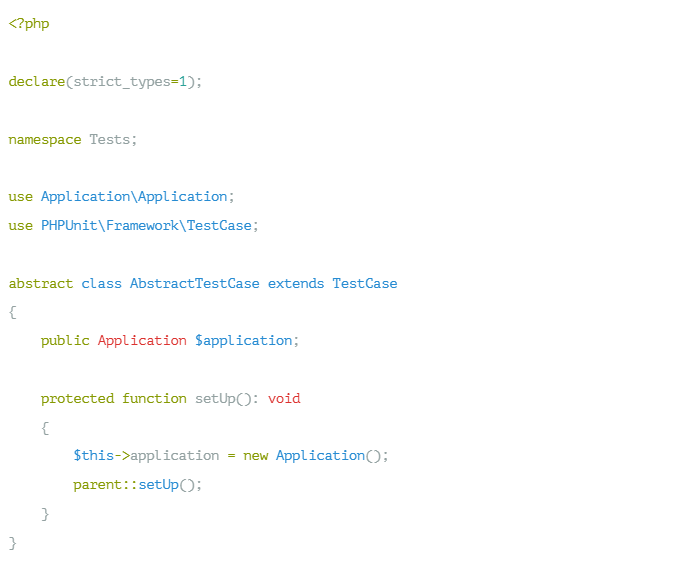 <?php
declare(strict_types=1);
namespace Tests;
use Application\Application;
use PHPUnit\Framework\TestCase;
abstract class AbstractTestCase extends TestCase
{
    public Application $application;
    protected function setUp(): void
    {
        $this->application = new Application();
        parent::setUp();
    }
}